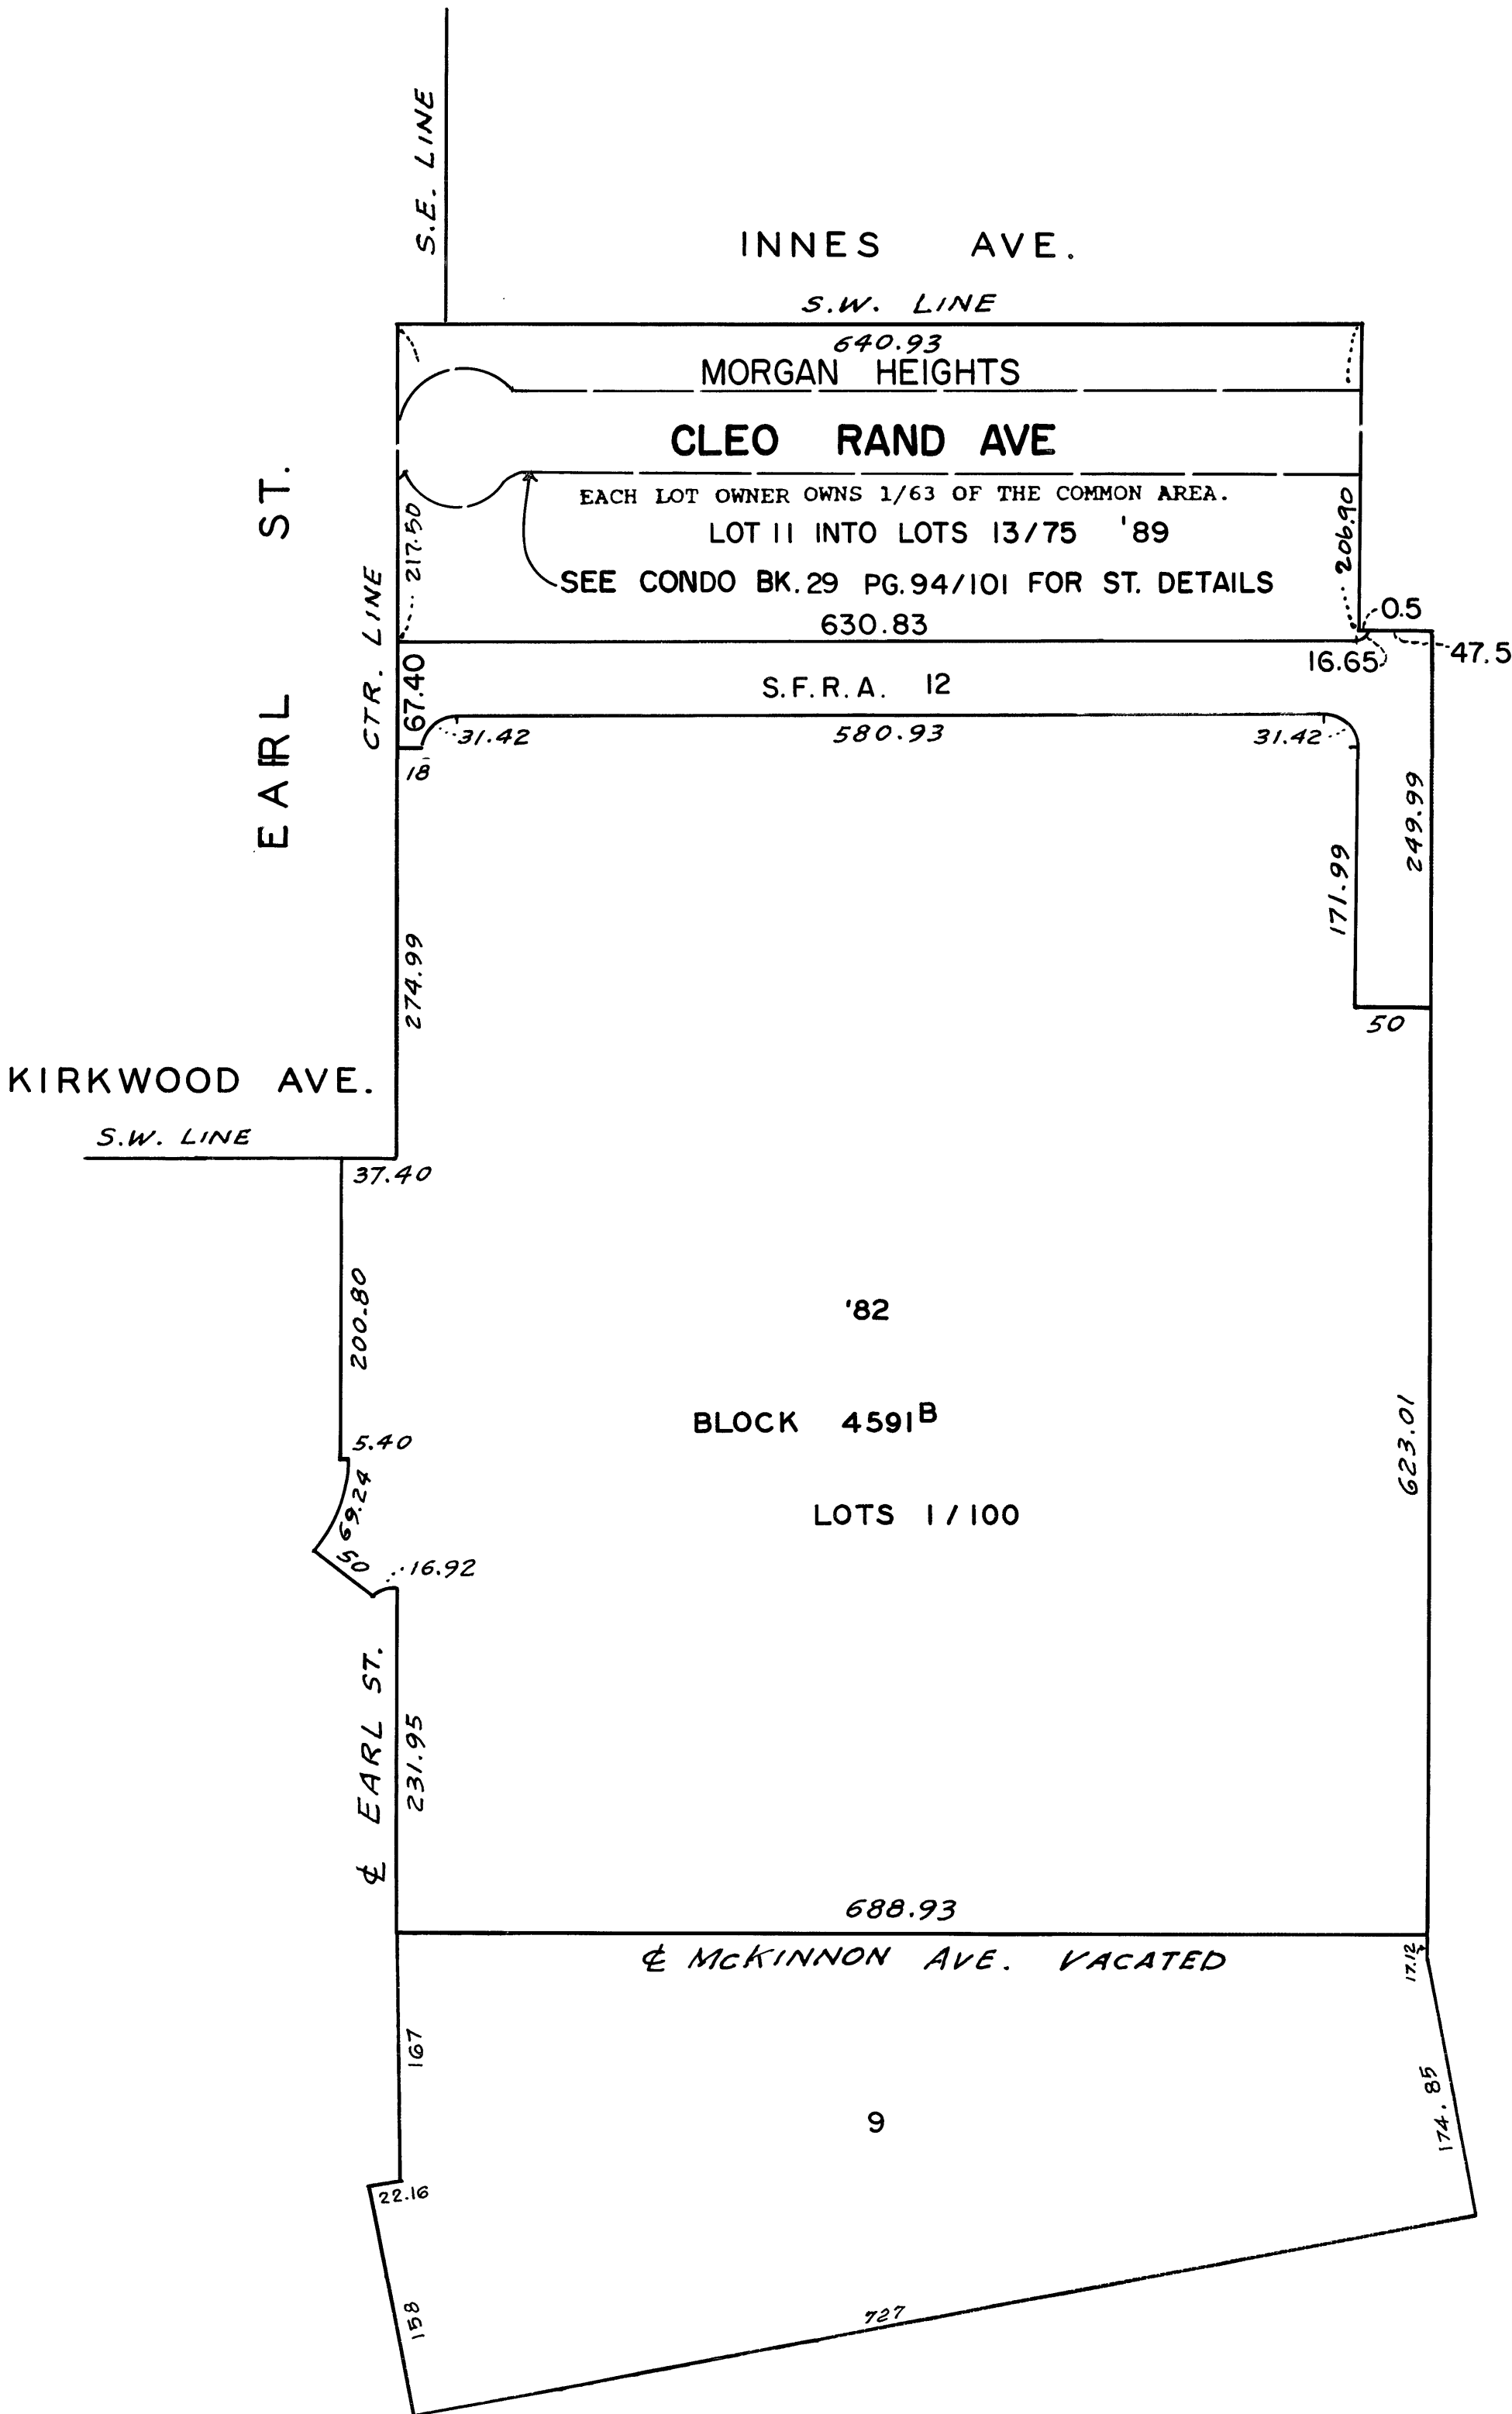 S.E. LINE
INNES AVE.
S.W. LINE
640.93
MORGAN HEIGHTS
CLEO RAND AVE
EACH LOT OWNER OWNS 1/63 OF THE COMMON AREA.
LOT 11 INTO LOTS 13/75 '89
SEE CONDO BK.29 PG.94/101 FOR ST. DETAILS
630.83
217.50
206.90
0.5
47.5
16.65
EARL ST.
CTR. LINE
67.40
S.F.R.A. 12
31.42
580.93
31.42
18
249.99
171.99
274.99
50
KIRKWOOD AVE.
S.W. LINE
37.40
200.80
'82
BLOCK 4591B
623.01
5.40
69.24
LOTS 1/100
50
16.92
℄ EARL ST.
231.95
688.93
℄ McKINNON AVE. VACATED
17.12
167
174.85
9
22.16
158
727